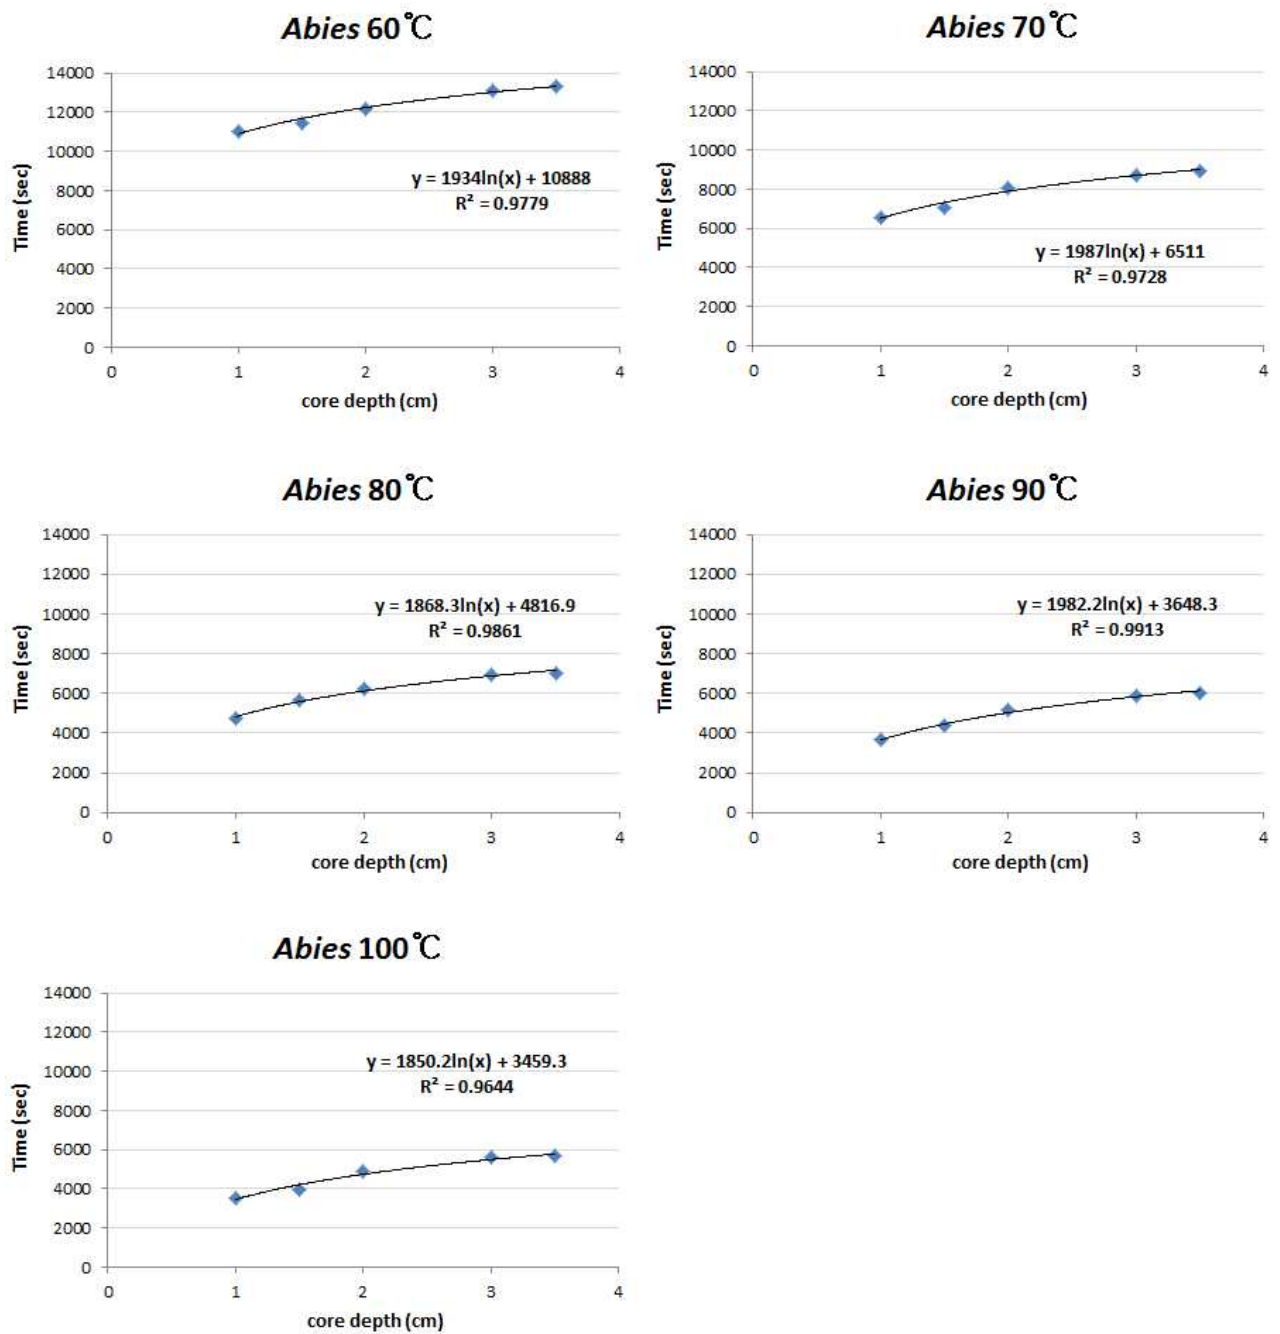 Abies 60℃
14000
12000
10000
8000
6000
4000
2000
0
Time (sec)
y = 1934ln(x) + 10888
R² = 0.9779
0 1 2 3 4
core depth (cm)
Abies 70℃
14000
12000
10000
8000
6000
4000
2000
0
Time (sec)
y = 1987ln(x) + 6511
R² = 0.9728
0 1 2 3 4
core depth (cm)
Abies 80℃
14000
12000
10000
8000
6000
4000
2000
0
Time (sec)
y = 1868.3ln(x) + 4816.9
R² = 0.9861
0 1 2 3 4
core depth (cm)
Abies 90℃
14000
12000
10000
8000
6000
4000
2000
0
Time (sec)
y = 1982.2ln(x) + 3648.3
R² = 0.9913
0 1 2 3 4
core depth (cm)
Abies 100℃
14000
12000
10000
8000
6000
4000
2000
0
Time (sec)
y = 1850.2ln(x) + 3459.3
R² = 0.9644
0 1 2 3 4
core depth (cm)